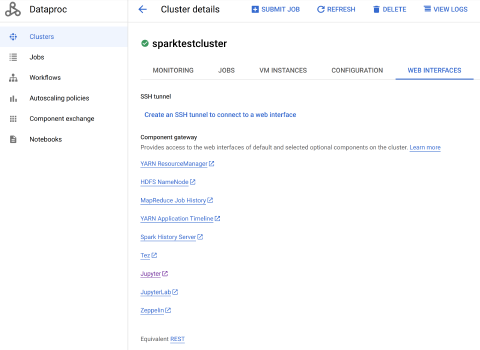 Dataproc
Cluster details
SUBMIT JOB
REFRESH
DELETE
VIEW LOGS
Clusters
Jobs
Workflows
Autoscaling policies
Component exchange
Notebooks
sparktestcluster
MONITORING
JOBS
VM INSTANCES
CONFIGURATION
WEB INTERFACES
SSH tunnel
Create an SSH tunnel to connect to a web interface
Component gateway
Provides access to the web interfaces of default and selected optional components on the cluster. Learn more
YARN ResourceManager
HDFS NameNode
MapReduce Job History
YARN Application Timeline
Spark History Server
Tez
Jupyter
JupyterLab
Zeppelin
Equivalent REST